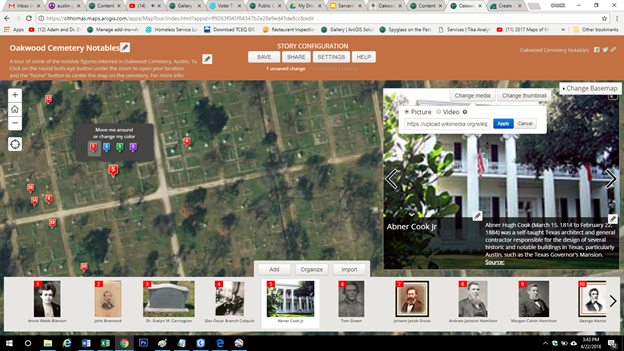 Inbox (
austin
Content
(14)
Gallery
Voter T
Public
My Dri
Servan
Oakwo
Content
Oakwo
Create
https://clthomas.maps.arcgis.com/apps/MapTour/index.html?appid=
Apps
(12) Adam and Dr. D
Manage add-ins
Homeless Service L
Download TCEQ GIS
Restaurant Inspectio
Gallery | ArcGIS Solu
Spyglass on the Past
Tracking | Services | Tika Analyti
(11) 2017 Maps of M
Other bookmarks
Oakwood Cemetery Notables
A tour of some of the notable figures interred in Oakwood Cemetery, Austin, Tx.
Click on the round bulls-eye button under the zoom to open your location
and the "home" button to center the map on the cemetery. For more info:
STORY CONFIGURATION
SAVE
SHARE
SETTINGS
HELP
1 unsaved change
Oakwood Cemetery Notables
Change Basemap
Change media
Change thumbnail
Picture
Video
https://upload.wikimedia.org/wikip
Apply
Cancel
Move me around
or change my color
Abner Cook Jr
Abner Hugh Cook (March 15, 1814 to February 22,
1884) was a self-taught Texas architect and general
contractor responsible for the design of several
historic and notable buildings in Texas, particularly
Austin, such as the Texas Governor's Mansion.
Source:
Add
Organize
Import
1
Annie Webb Blanton
2
John Bremond
3
Dr. Evelyn M. Carrington
4
Gov Oscar Branch Colquitt
5
Abner Cook Jr
6
Tom Green
7
Johann Jacob Groos
8
Andrew Jackson Hamilton
9
Morgan Calvin Hamilton
10
George Hanco
3:43 PM
4/22/2018